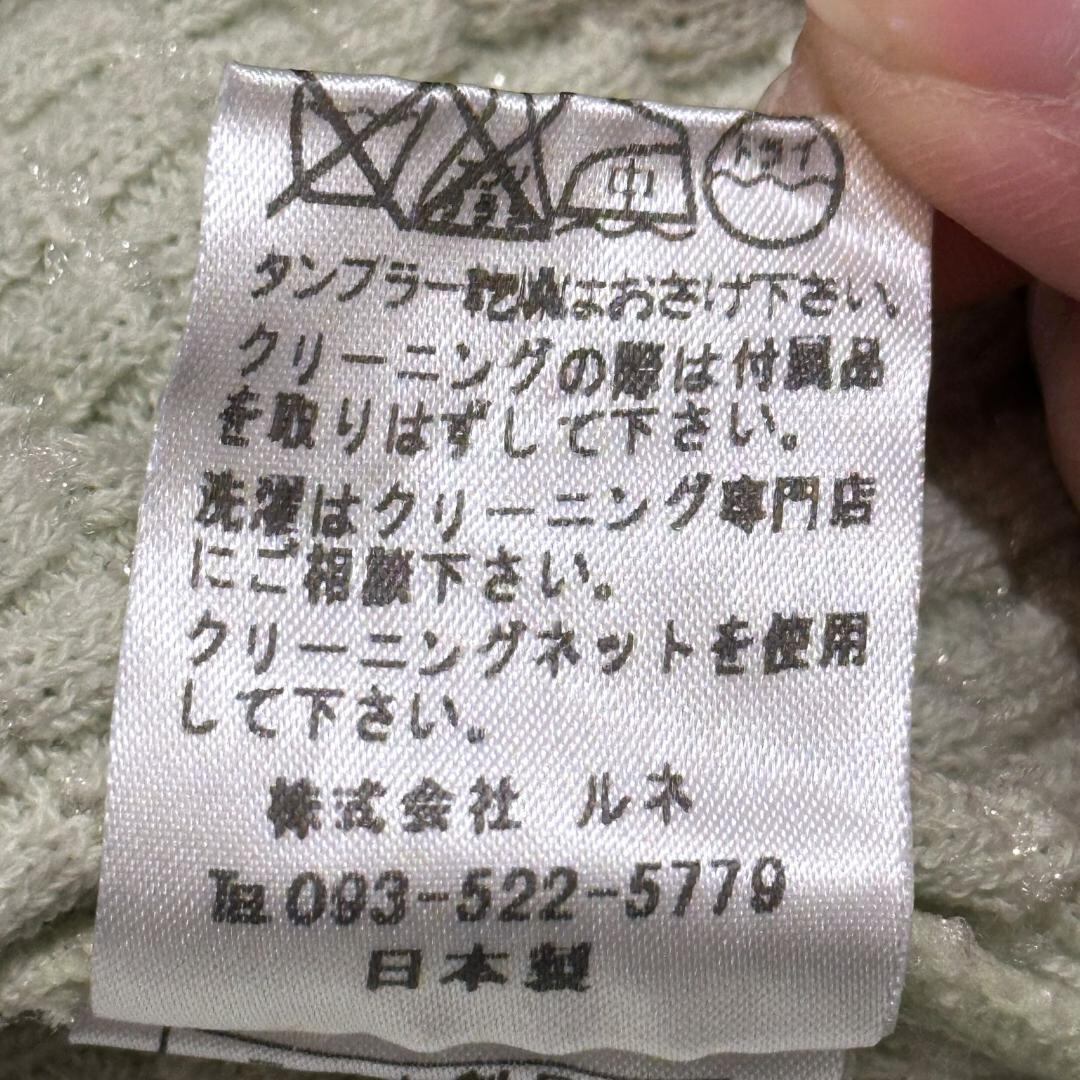 中 ドライ
タンブラー乾燥はおさけ下さい、
クリーニングの際は付属品
を取りはずして下さい。
洗濯はクリーニング専門店
にご相談下さい。
クリーニングネットを使用
して下さい。
株式会社 ルネ
℡093-522-5779
日本製